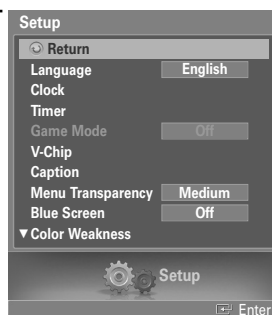 Setup
Return
Language English
Clock
Timer
Game Mode Off
V-Chip
Caption
Menu Transparency Medium
Blue Screen Off
▼ Color Weakness
Setup
Enter